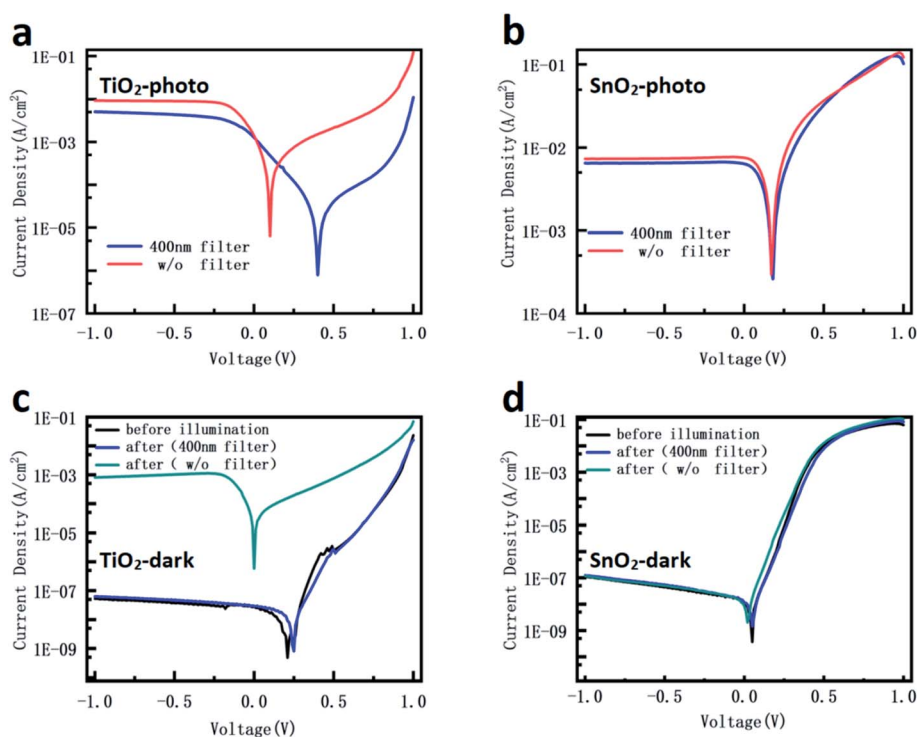 a
1E-01
1E-03
1E-05
1E-07
Current Density(A/cm²)
TiO₂-photo
400nm filter
w/o filter
-1.0 -0.5 0.0 0.5 1.0
Voltage(V)
b
1E-01
1E-02
1E-03
1E-04
Current Density(A/cm²)
SnO₂-photo
400nm filter
w/o filter
-1.0 -0.5 0.0 0.5 1.0
Voltage(V)
c
1E-01
1E-03
1E-05
1E-07
1E-09
Current Density(A/cm²)
before illumination
after(400nm filter)
after( w/o filter)
TiO₂-dark
-1.0 -0.5 0.0 0.5 1.0
Voltage(V)
d
1E-01
1E-03
1E-05
1E-07
1E-09
Current Density(A/cm²)
before illumination
after(400nm filter)
after( w/o filter)
SnO₂-dark
-1.0 -0.5 0.0 0.5 1.0
Voltage(V)